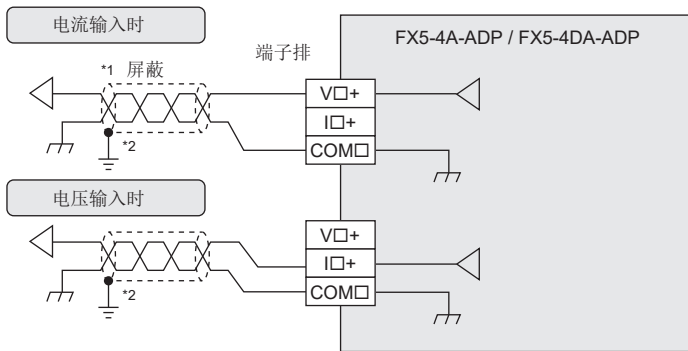 电流输入时
FX5-4A-ADP / FX5-4DA-ADP
端子排
*1 屏蔽
V□+
I□+
COM□
*2
电压输入时
V□+
I□+
COM□
*2